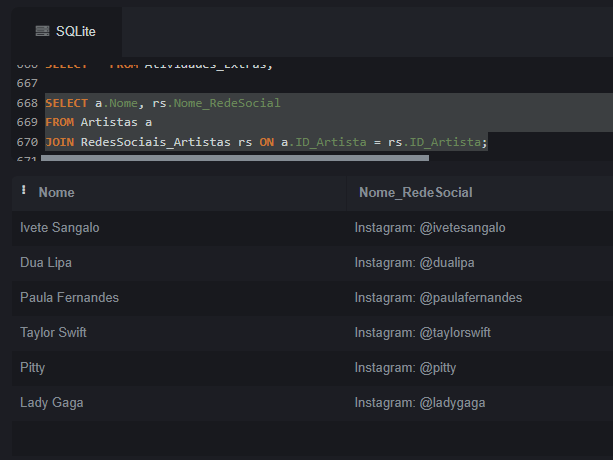 SQLite
666 SELECT * FROM Atividades_Extras;
667
668 SELECT a.Nome, rs.Nome_RedeSocial
669 FROM Artistas a
670 JOIN RedesSociais_Artistas rs ON a.ID_Artista = rs.ID_Artista;
671
Nome Nome_RedeSocial
Ivete Sangalo Instagram: @ivetesangalo
Dua Lipa Instagram: @dualipa
Paula Fernandes Instagram: @paulafernandes
Taylor Swift Instagram: @taylorswift
Pitty Instagram: @pitty
Lady Gaga Instagram: @ladygaga